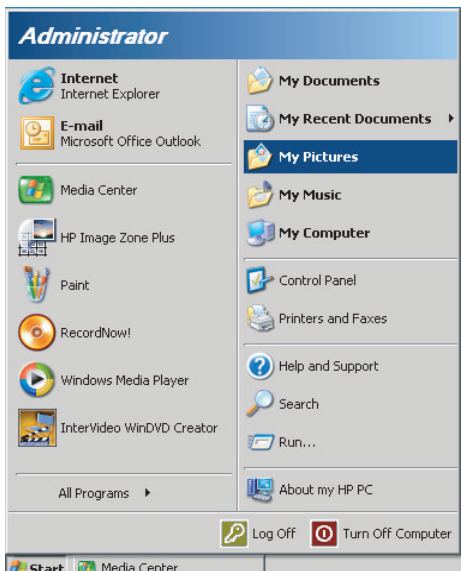 Administrator
Internet
Internet Explorer
E-mail
Microsoft Office Outlook
Media Center
HP Image Zone Plus
Paint
RecordNow!
Windows Media Player
InterVideo WinDVD Creator
All Programs
My Documents
My Recent Documents
My Pictures
My Music
My Computer
Control Panel
Printers and Faxes
Help and Support
Search
Run...
About my HP PC
Log Off
Turn Off Computer
Start
Media Center